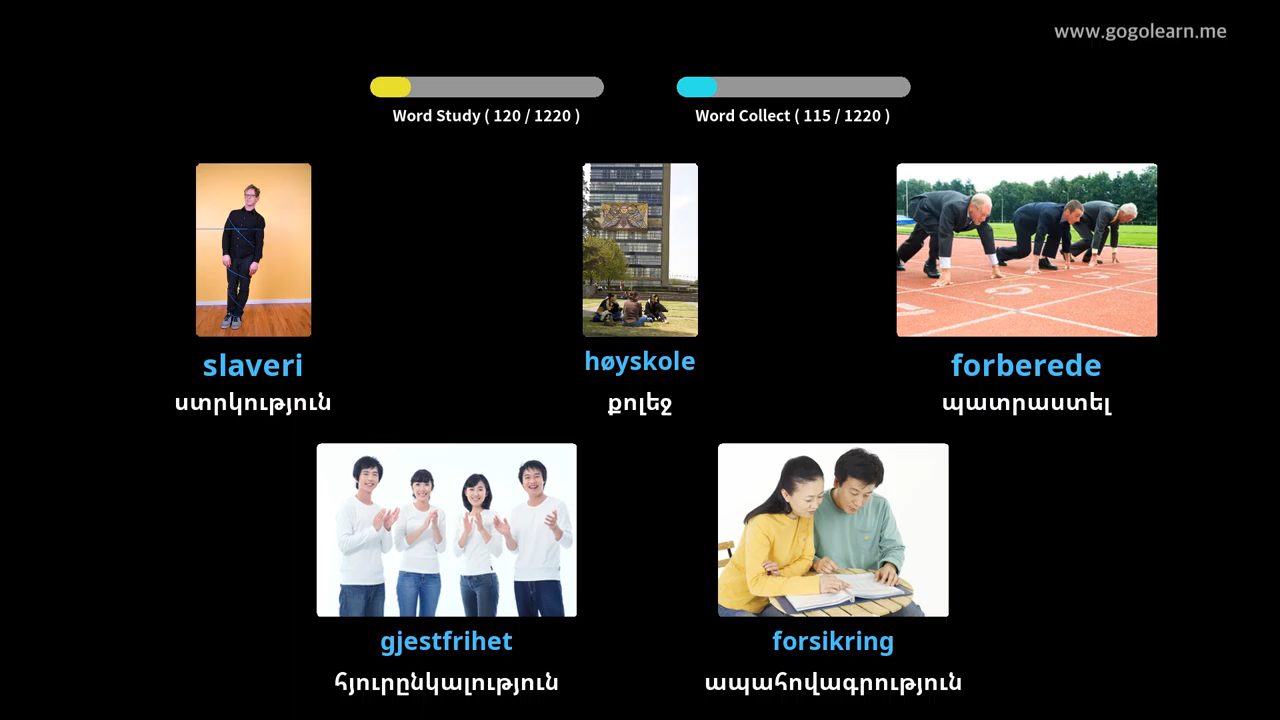 www.gogolearn.me
Word Study ( 120 / 1220 )
Word Collect ( 115 / 1220 )
slaveri
ստրկություն
høyskole
քոլեջ
forberede
պատրաստել
gjestfrihet
հյուրընկալություն
forsikring
ապահովագրություն